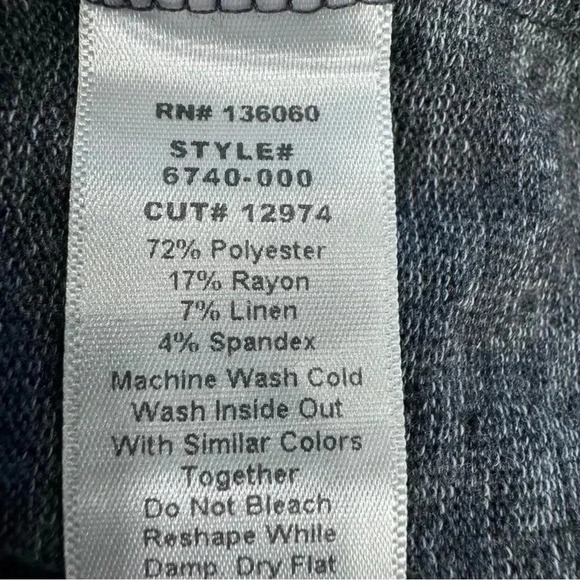 RN# 136060
STYLE#
6740-000
CUT# 12974
72% Polyester
17% Rayon
7% Linen
4% Spandex
Machine Wash Cold
Wash Inside Out
With Similar Colors
Together
Do Not Bleach
Reshape While
Damp, Dry Flat